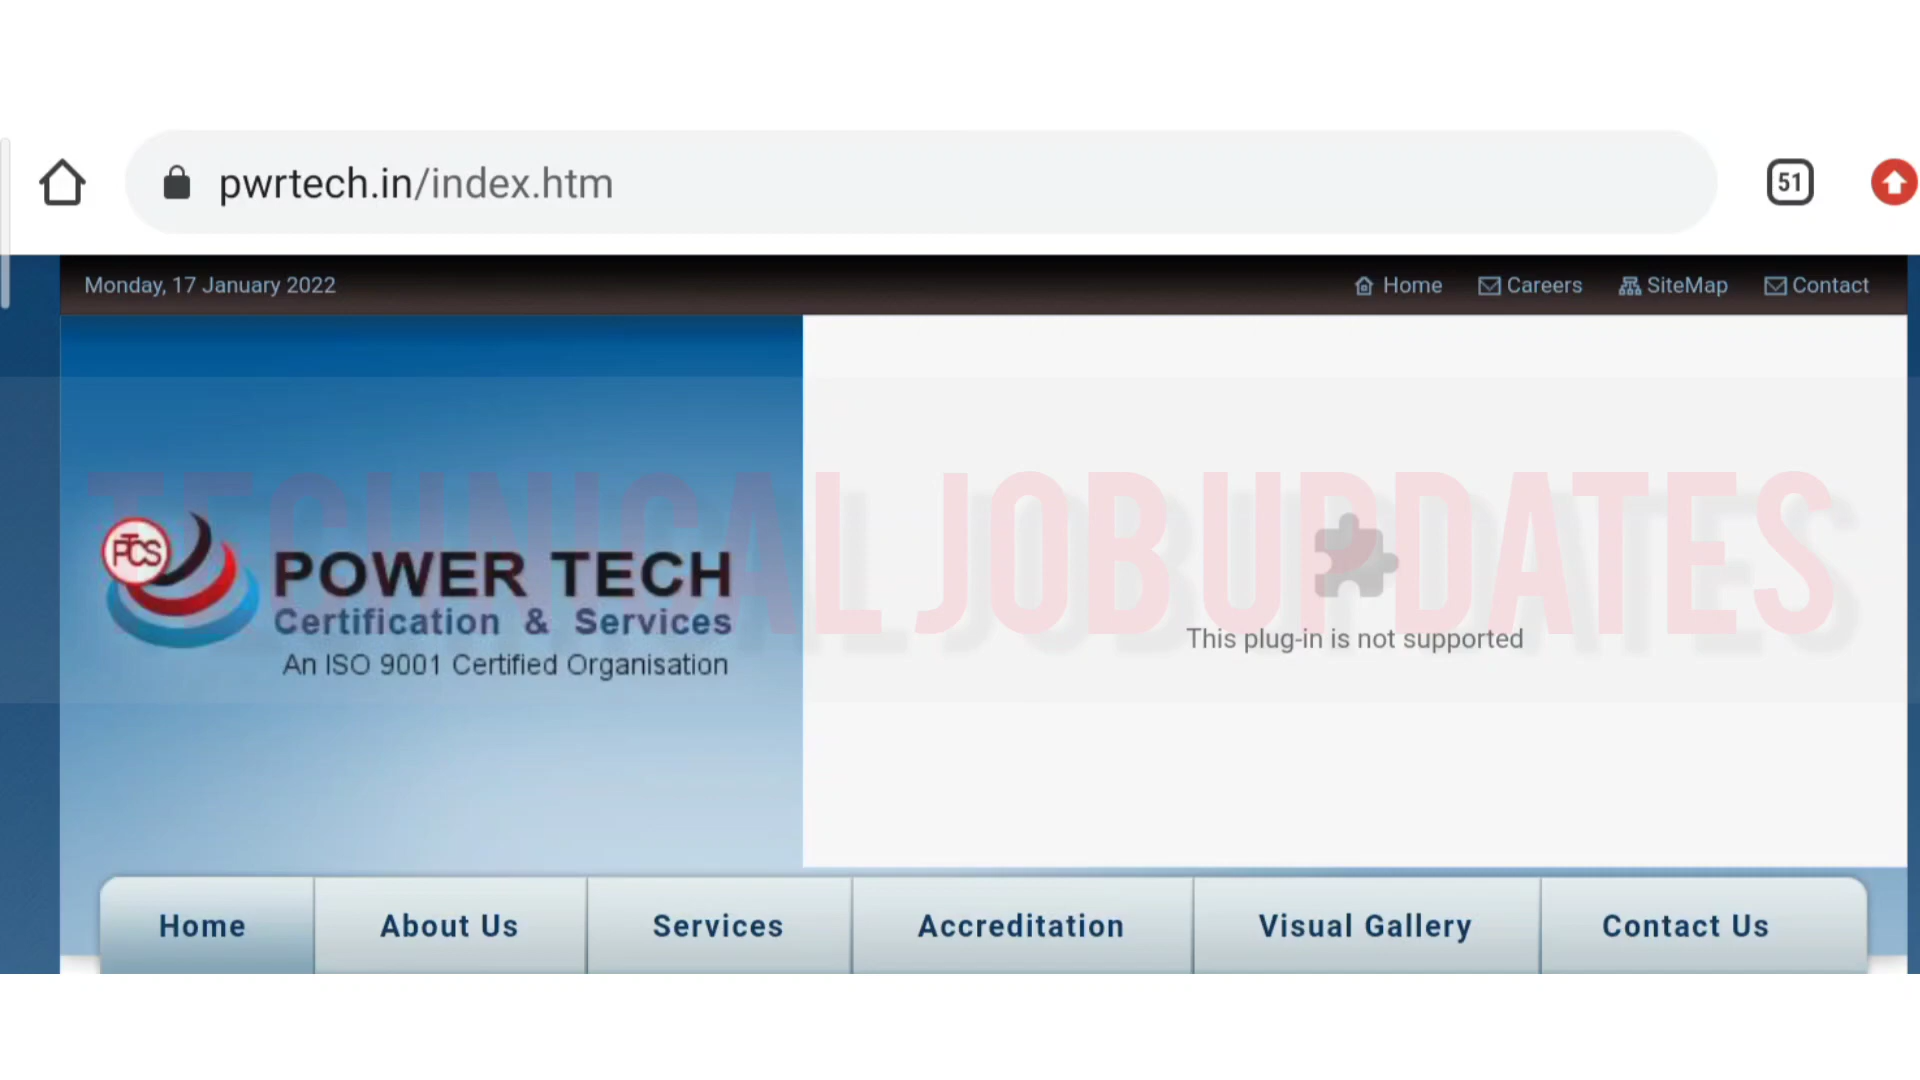 pwrtech.in/index.htm
51
Monday, 17 January 2022
Home
Careers
SiteMap
Contact
TECHNICAL JOB UPDATES
PTCS
POWER TECH
Certification & Services
An ISO 9001 Certified Organisation
This plug-in is not supported
Home
About Us
Services
Accreditation
Visual Gallery
Contact Us